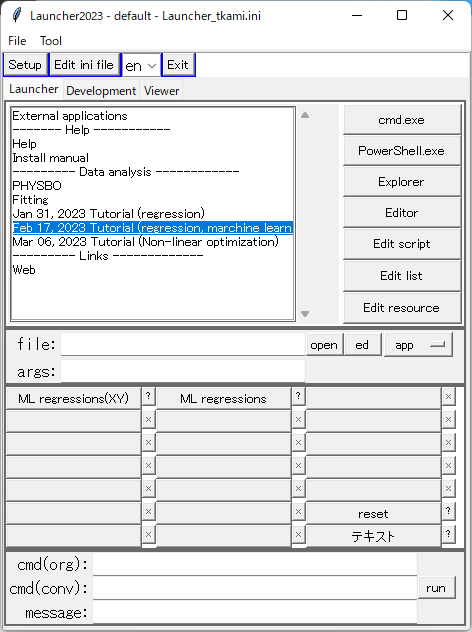 Launcher2023 - default - Launcher_tkami.ini
File Tool
Setup Edit ini file en Exit
Launcher Development Viewer
External applications
------- Help -----------
Help
Install manual
--------- Data analysis ------------
PHYSBO
Fitting
Jan 31, 2023 Tutorial (regression)
Feb 17, 2023 Tutorial (regression, marchine learn
Mar 06, 2023 Tutorial (Non-linear optimization)
--------- Links -------------
Web
cmd.exe
PowerShell.exe
Explorer
Editor
Edit script
Edit list
Edit resource
file: open ed app
args:
ML regressions(XY) ? ML regressions ? ×
× × ×
× × ×
× × ×
× × ×
× × reset ?
× × テキスト ?
cmd(org):
cmd(conv): run
message: